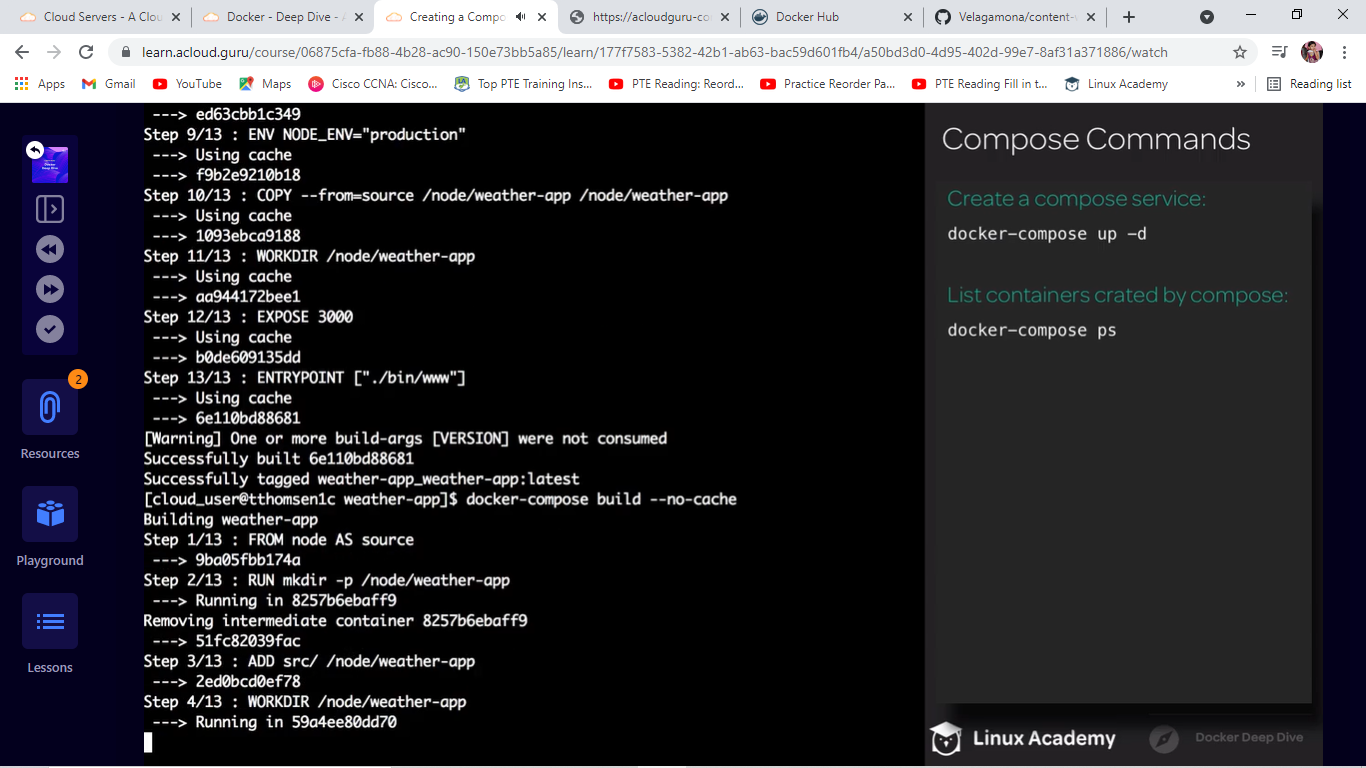 Cloud Servers - A Clou
Docker - Deep Dive - A
Creating a Compo
https://acloudguru-co
Docker Hub
Velagamona/content-
learn.acloud.guru/course/06875cfa-fb88-4b28-ac90-150e73bb5a85/learn/177f7583-5382-42b1-ab63-bac59d601fb4/a50bd3d0-4d95-402d-99e7-8af31a371886/watch
Apps
Gmail
YouTube
Maps
Cisco CCNA: Cisco...
Top PTE Training Ins...
PTE Reading: Reord...
Practice Reorder Pa...
PTE Reading Fill in t...
Linux Academy
»
Reading list
Docker
Deep Dive
2
Resources
Playground
Lessons
---> ed63cbb1c349
Step 9/13 : ENV NODE_ENV="production"
---> Using cache
---> f9b2e9210b18
Step 10/13 : COPY --from=source /node/weather-app /node/weather-app
---> Using cache
---> 1093ebca9188
Step 11/13 : WORKDIR /node/weather-app
---> Using cache
---> aa944172bee1
Step 12/13 : EXPOSE 3000
---> Using cache
---> b0de609135dd
Step 13/13 : ENTRYPOINT ["./bin/www"]
---> Using cache
---> 6e110bd88681
[Warning] One or more build-args [VERSION] were not consumed
Successfully built 6e110bd88681
Successfully tagged weather-app_weather-app:latest
[cloud_user@tthomsen1c weather-app]$ docker-compose build --no-cache
Building weather-app
Step 1/13 : FROM node AS source
---> 9ba05fbb174a
Step 2/13 : RUN mkdir -p /node/weather-app
---> Running in 8257b6ebaff9
Removing intermediate container 8257b6ebaff9
---> 51fc82039fac
Step 3/13 : ADD src/ /node/weather-app
---> 2ed0bcd0ef78
Step 4/13 : WORKDIR /node/weather-app
---> Running in 59a4ee80dd70
Compose Commands
Create a compose service:
docker-compose up -d
List containers crated by compose:
docker-compose ps
Linux Academy
Docker Deep Dive